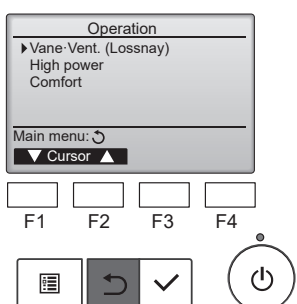 Operation
Vane·Vent. (Lossnay)
High power
Comfort
Main menu:
Cursor
F1 F2 F3 F4